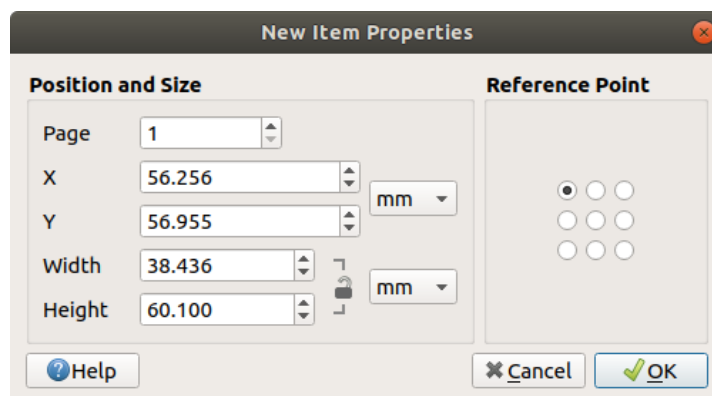 New Item Properties
Position and Size
Reference Point
Page 1
X 56.256
mm
Y 56.955
Width 38.436
mm
Height 60.100
Help
Cancel
OK